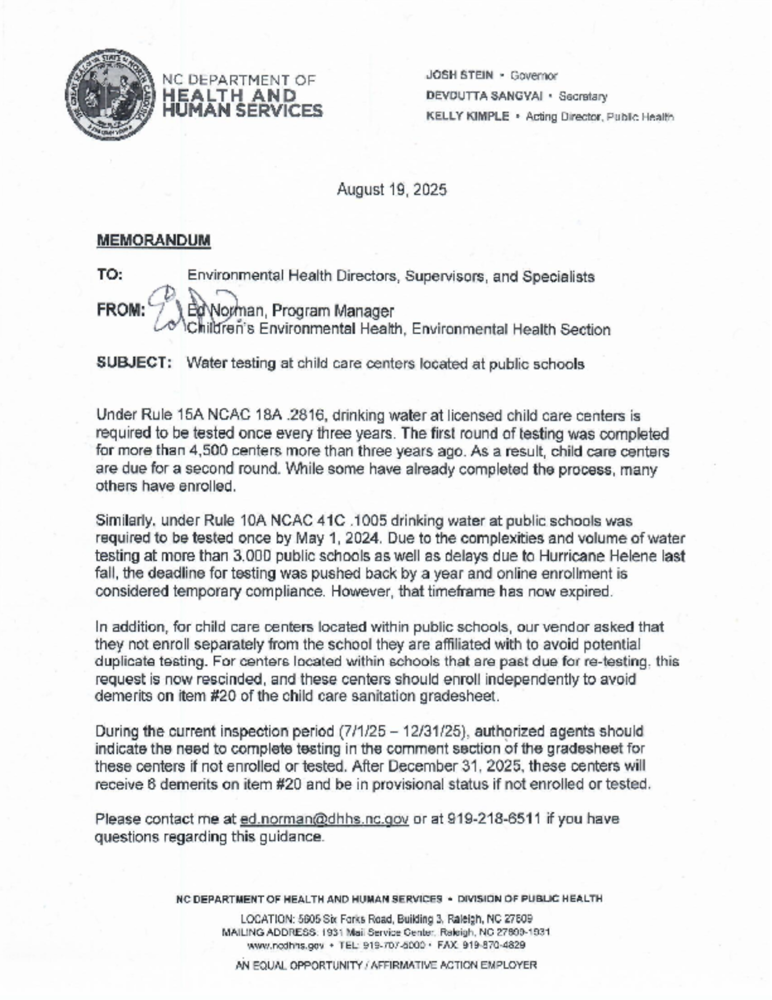 NC DEPARTMENT OF
HEALTH AND
HUMAN SERVICES
JOSH STEIN • Governor
DEVDUTTA SANGVAI • Secretary
KELLY KIMPLE • Acting Director, Public Health
August 19, 2025
MEMORANDUM
TO: Environmental Health Directors, Supervisors, and Specialists
FROM: Ed Norman, Program Manager
Children's Environmental Health, Environmental Health Section
SUBJECT: Water testing at child care centers located at public schools
Under Rule 15A NCAC 18A .2816, drinking water at licensed child care centers is
required to be tested once every three years. The first round of testing was completed
for more than 4,500 centers more than three years ago. As a result, child care centers
are due for a second round. While some have already completed the process, many
others have enrolled.
Similarly, under Rule 10A NCAC 41C .1005 drinking water at public schools was
required to be tested once by May 1, 2024. Due to the complexities and volume of water
testing at more than 3,000 public schools as well as delays due to Hurricane Helene last
fall, the deadline for testing was pushed back by a year and online enrollment is
considered temporary compliance. However, that timeframe has now expired.
In addition, for child care centers located within public schools, our vendor asked that
they not enroll separately from the school they are affiliated with to avoid potential
duplicate testing. For centers located within schools that are past due for re-testing, this
request is now rescinded, and these centers should enroll independently to avoid
demerits on item #20 of the child care sanitation gradesheet.
During the current inspection period (7/1/25 – 12/31/25), authorized agents should
indicate the need to complete testing in the comment section of the gradesheet for
these centers if not enrolled or tested. After December 31, 2025, these centers will
receive 6 demerits on item #20 and be in provisional status if not enrolled or tested.
Please contact me at ed.norman@dhhs.nc.gov or at 919-218-6511 if you have
questions regarding this guidance.
NC DEPARTMENT OF HEALTH AND HUMAN SERVICES • DIVISION OF PUBLIC HEALTH
LOCATION: 5605 Six Forks Road, Building 3, Raleigh, NC 27609
MAILING ADDRESS: 1931 Mail Service Center, Raleigh, NC 27699-1931
www.ncdhhs.gov • TEL: 919-707-5000 • FAX: 919-870-4829
AN EQUAL OPPORTUNITY / AFFIRMATIVE ACTION EMPLOYER